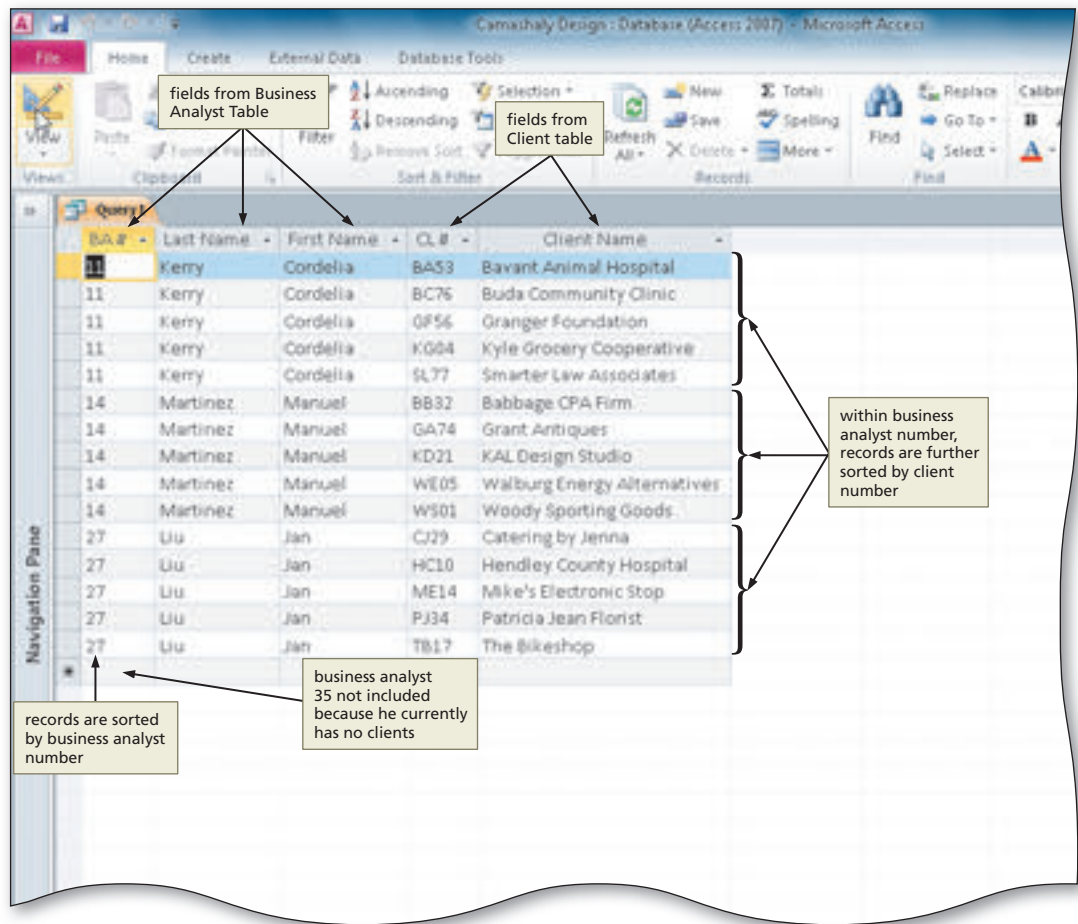 Camashaly Design : Database (Access 2007) - Microsoft Access
File Home Create External Data Database Tools
fields from Business
Analyst Table
fields from
Client table
View
Paste
Format Painter
Filter
Ascending
Descending
Remove Sort
Selection
Refresh
All
New
Save
Delete
Totals
Spelling
More
Find
Replace
Go To
Select
Calibri
B
A
Views Clipboard Sort & Filter Records Find
Query1
BA # Last Name First Name CL # Client Name
11 Kerry Cordelia BA53 Bavant Animal Hospital
11 Kerry Cordelia BC76 Buda Community Clinic
11 Kerry Cordelia GF56 Granger Foundation
11 Kerry Cordelia KG04 Kyle Grocery Cooperative
11 Kerry Cordelia SL77 Smarter Law Associates
14 Martinez Manuel BB32 Babbage CPA Firm
14 Martinez Manuel GA74 Grant Antiques
14 Martinez Manuel KD21 KAL Design Studio
14 Martinez Manuel WE05 Walburg Energy Alternatives
14 Martinez Manuel WS01 Woody Sporting Goods
27 Liu Jan CJ29 Catering by Jenna
27 Liu Jan HC10 Hendley County Hospital
27 Liu Jan ME14 Mike's Electronic Stop
27 Liu Jan PJ34 Patricia Jean Florist
27 Liu Jan TB17 The Bikeshop
within business
analyst number,
records are further
sorted by client
number
Navigation Pane
business analyst
35 not included
because he currently
has no clients
records are sorted
by business analyst
number